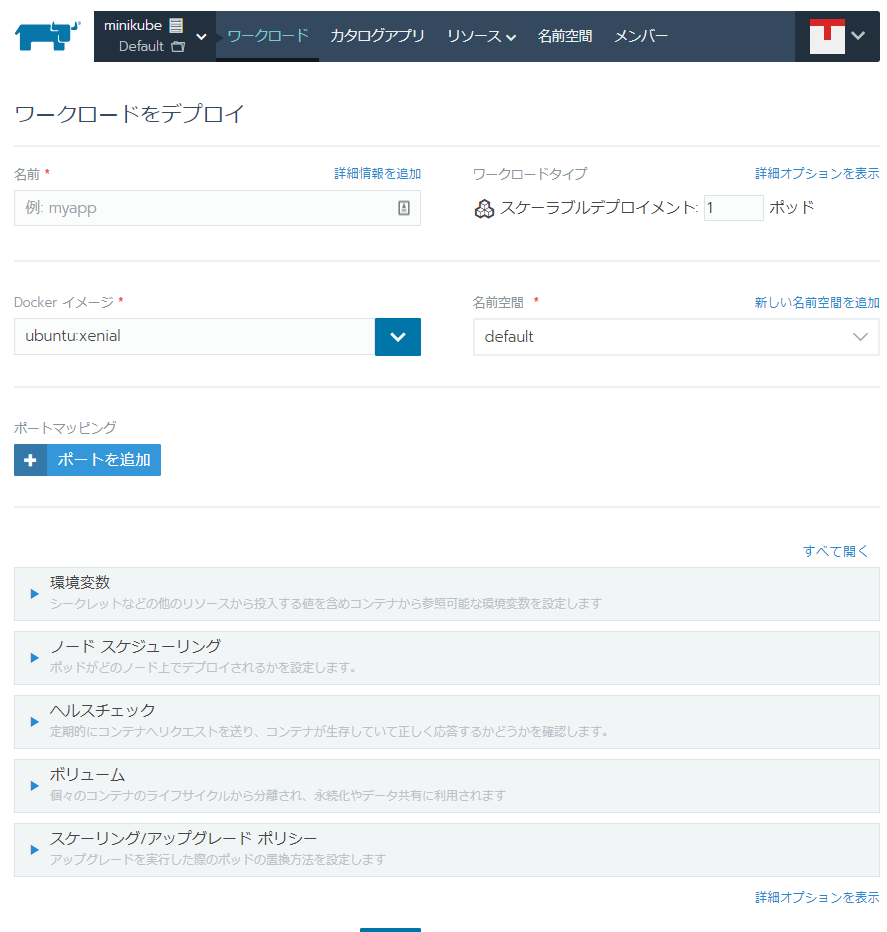 minikube
Default
ワークロード カタログアプリ リソース 名前空間 メンバー
ワークロードをデプロイ
名前 * 詳細情報を追加
例: myapp
ワークロードタイプ 詳細オプションを表示
スケーラブルデプロイメント: 1 ポッド
Docker イメージ *
ubuntu:xenial
名前空間 * 新しい名前空間を追加
default
ポートマッピング
+ ポートを追加
すべて開く
環境変数
シークレットなどの他のリソースから投入する値を含めコンテナから参照可能な環境変数を設定します
ノード スケジューリング
ポッドがどのノード上でデプロイされるかを設定します。
ヘルスチェック
定期的にコンテナへリクエストを送り、コンテナが生存していて正しく応答するかどうかを確認します。
ボリューム
個々のコンテナのライフサイクルから分離され、永続化やデータ共有に利用されます
スケーリング/アップグレード ポリシー
アップグレードを実行した際のポッドの置換方法を設定します
詳細オプションを表示